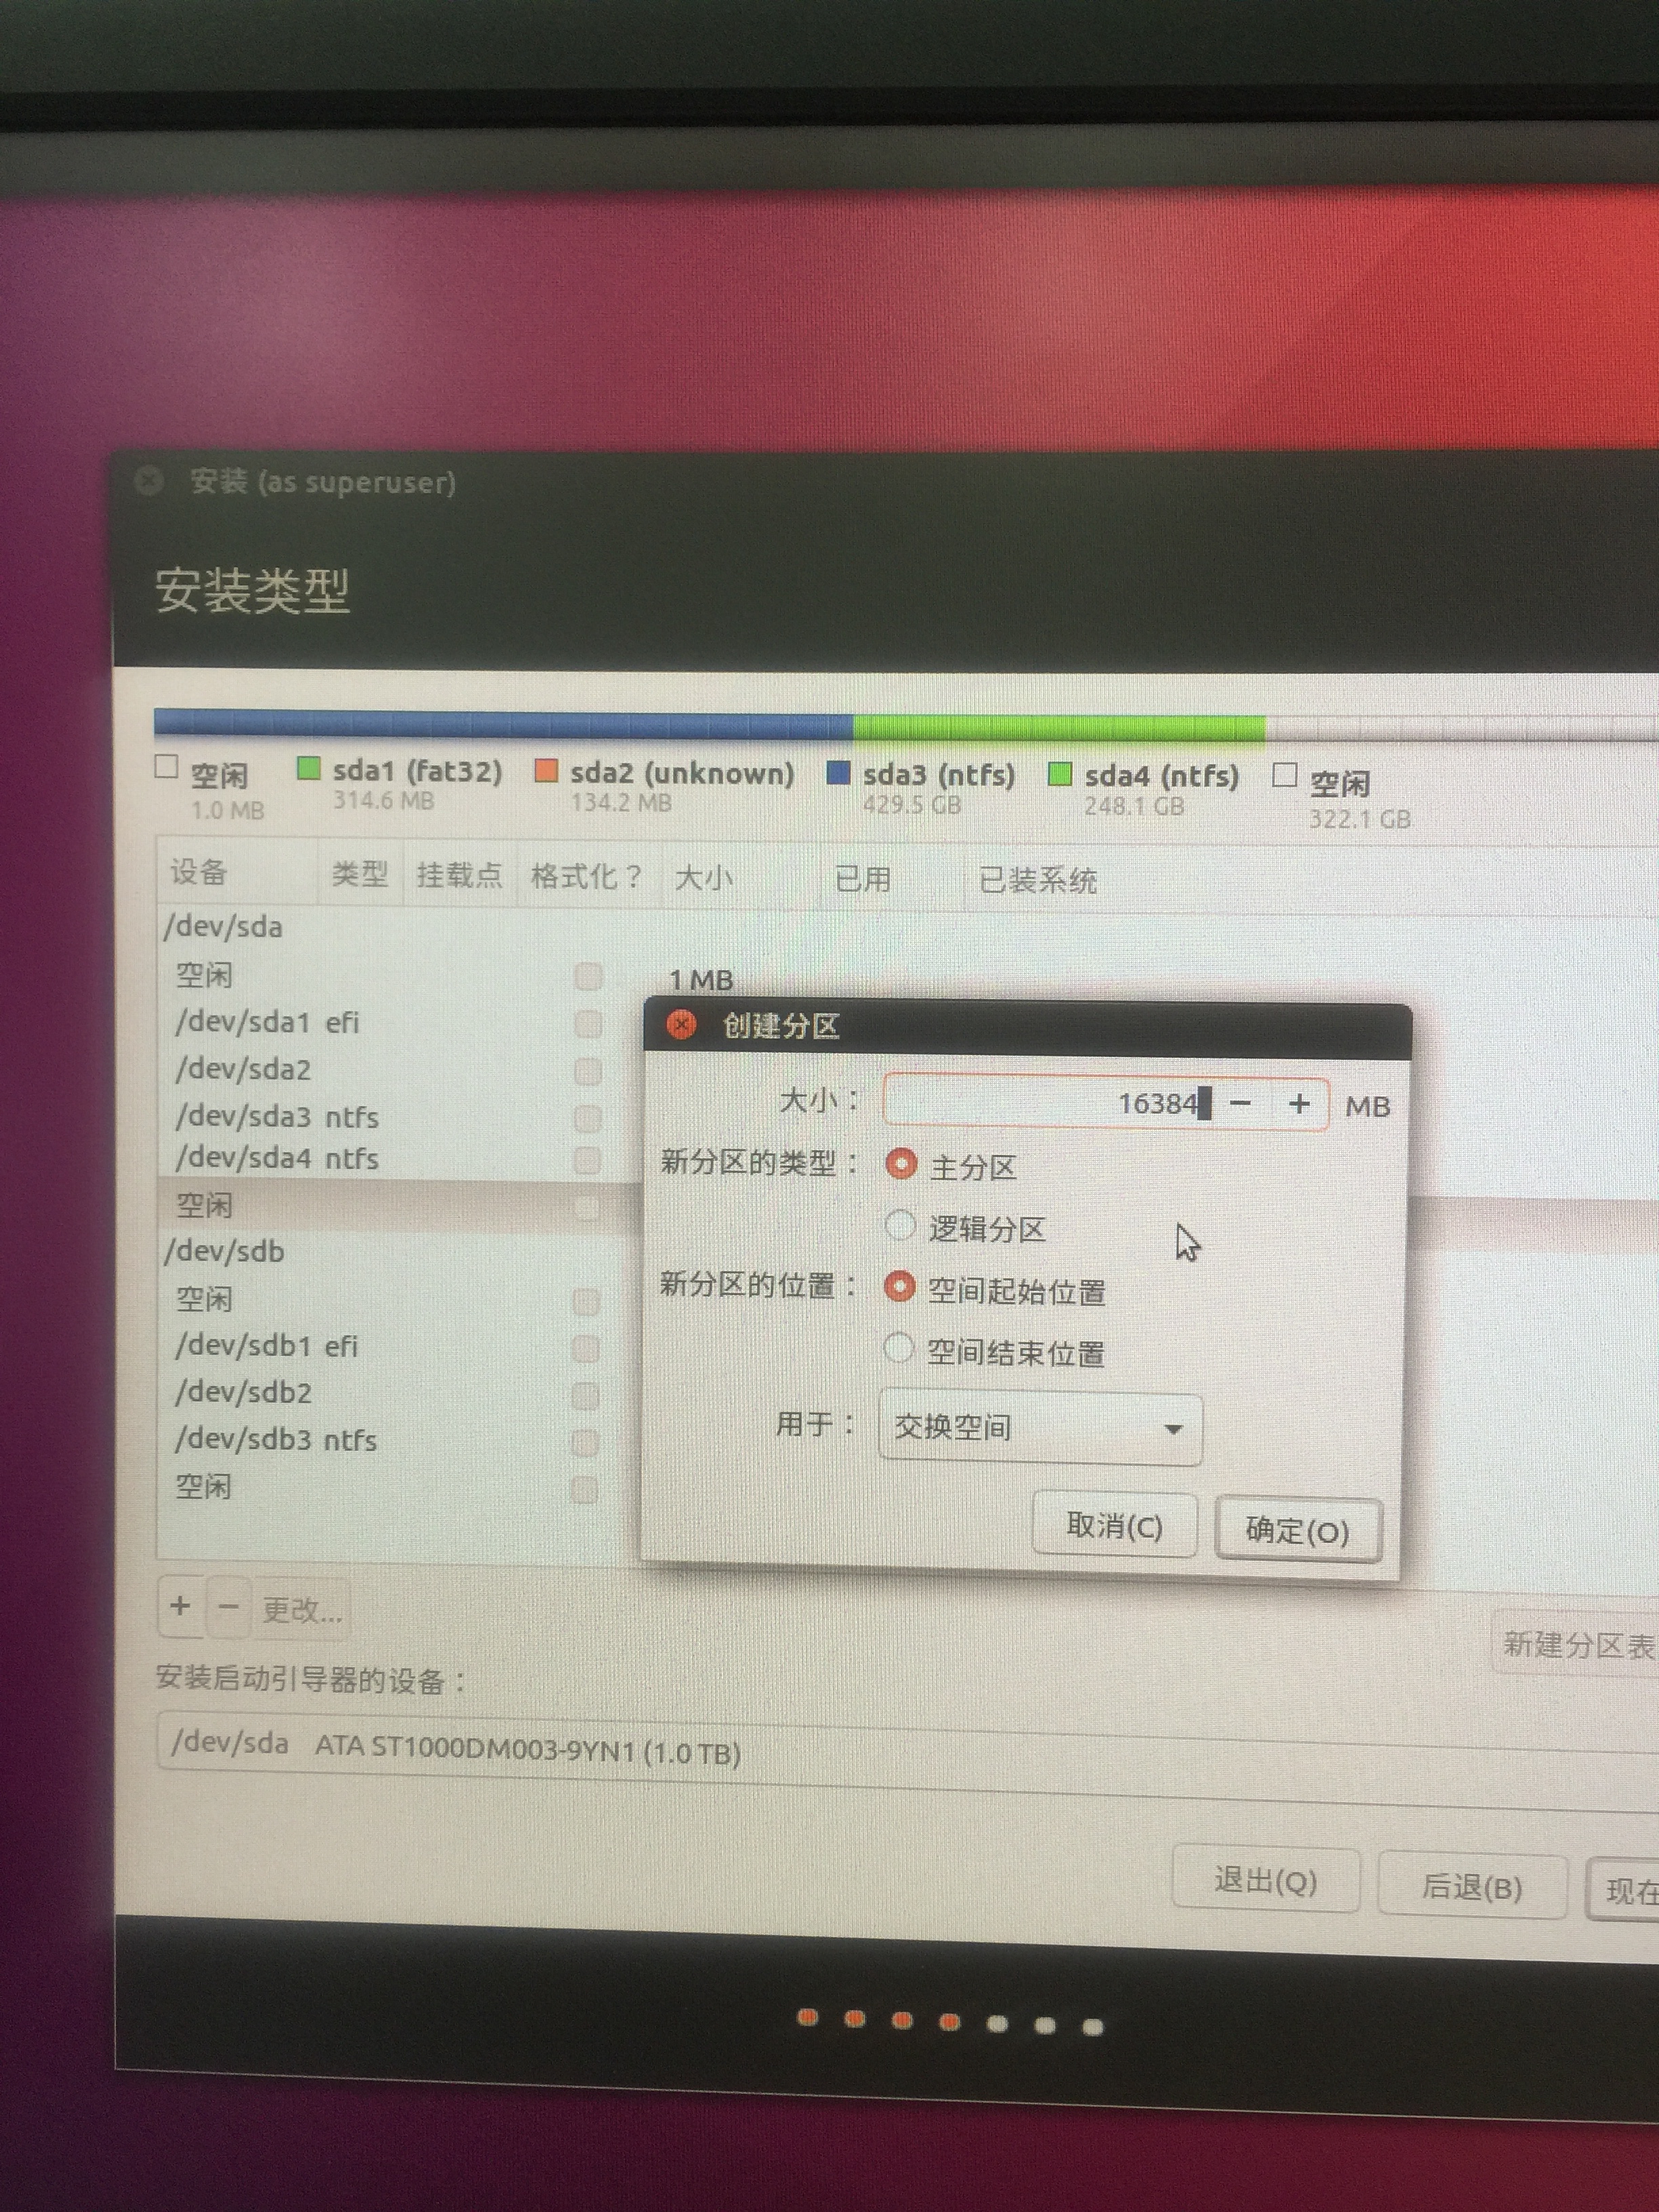 安装 (as superuser)
安装类型
空闲 sda1 (fat32) sda2 (unknown) sda3 (ntfs) sda4 (ntfs) 空闲
1.0 MB 314.6 MB 134.2 MB 429.5 GB 248.1 GB 322.1 GB
设备 类型 挂载点 格式化？ 大小 已用 已装系统
/dev/sda
空闲 1 MB
/dev/sda1 efi
/dev/sda2
/dev/sda3 ntfs
/dev/sda4 ntfs
空闲
/dev/sdb
空闲
/dev/sdb1 efi
/dev/sdb2
/dev/sdb3 ntfs
空闲
创建分区
大小： 16384 － + MB
新分区的类型： 主分区
逻辑分区
新分区的位置： 空间起始位置
空间结束位置
用于： 交换空间
取消(C) 确定(O)
+ － 更改...
新建分区表
安装启动引导器的设备：
/dev/sda ATA ST1000DM003-9YN1 (1.0 TB)
退出(Q) 后退(B) 现在